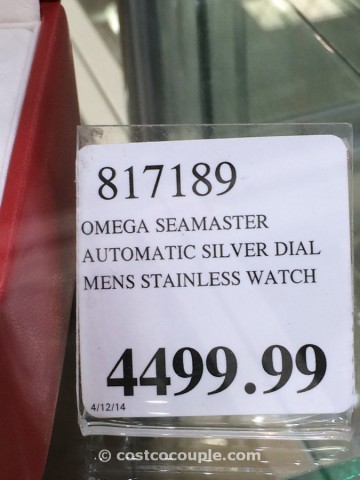 817189
OMEGA SEAMASTER
AUTOMATIC SILVER DIAL
MENS STAINLESS WATCH
4499.99
4/12/14
© costcocouple.com